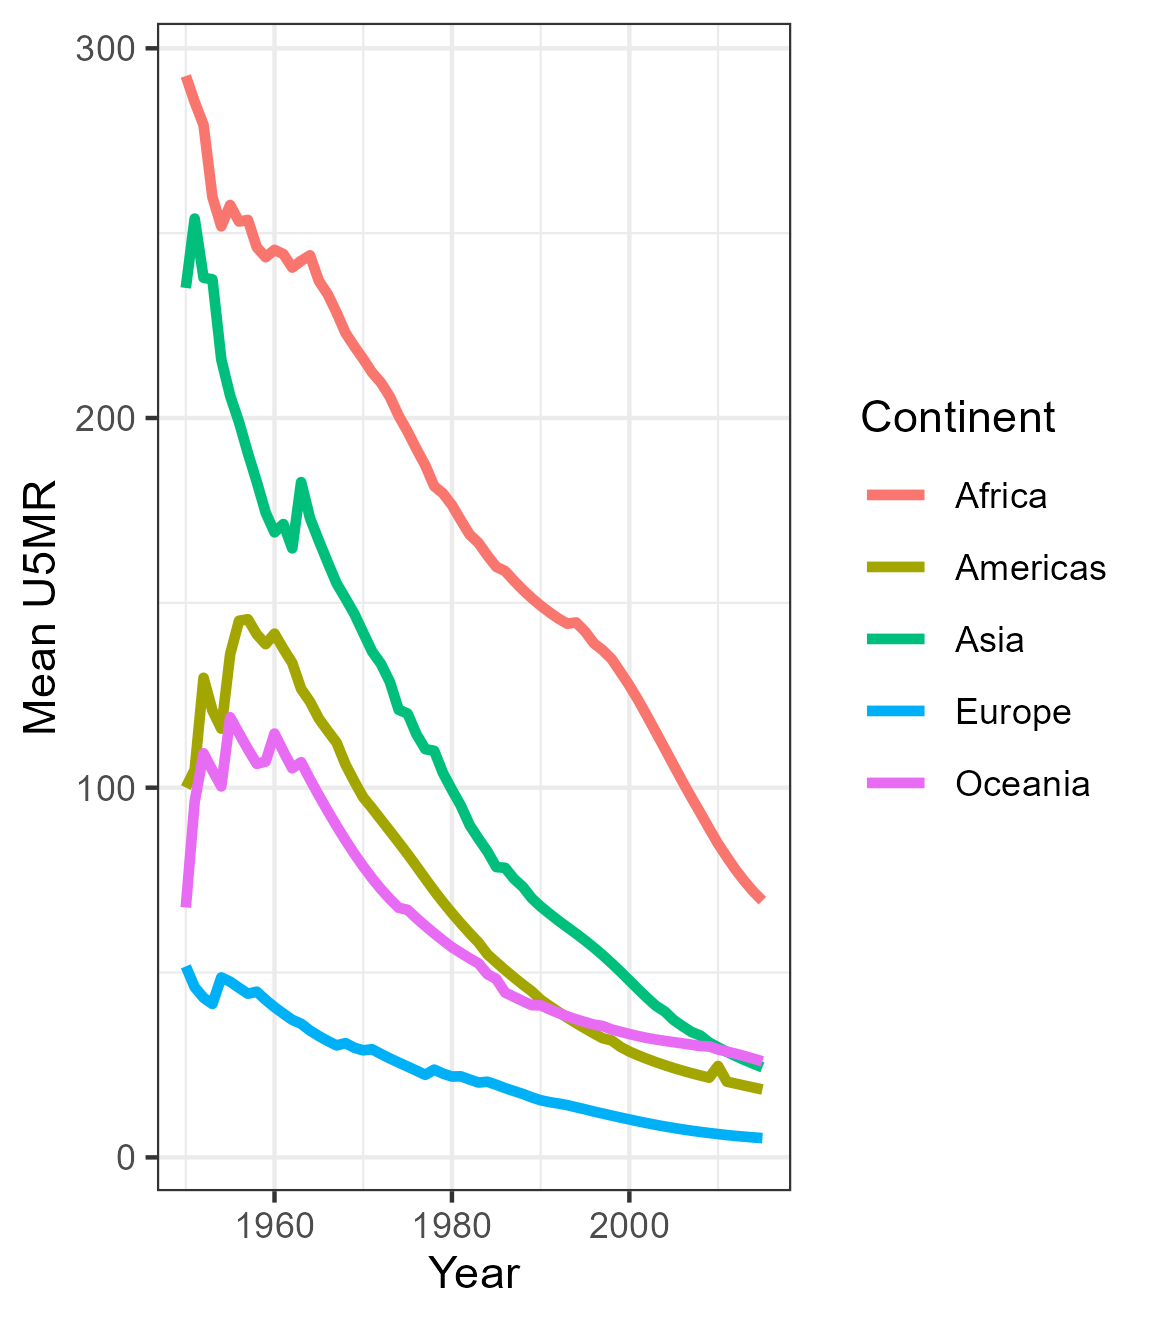 Mean U5MR
300
200
100
0
1960
1980
2000
Year
Continent
Africa
Americas
Asia
Europe
Oceania